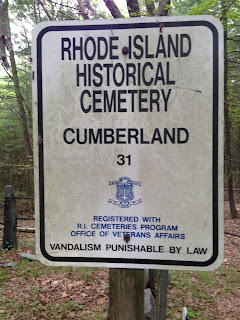 RHODE ISLAND
HISTORICAL
CEMETERY
CUMBERLAND
31
REGISTERED WITH
R.I. CEMETERIES PROGRAM
OFFICE OF VETERANS AFFAIRS
VANDALISM PUNISHABLE BY LAW